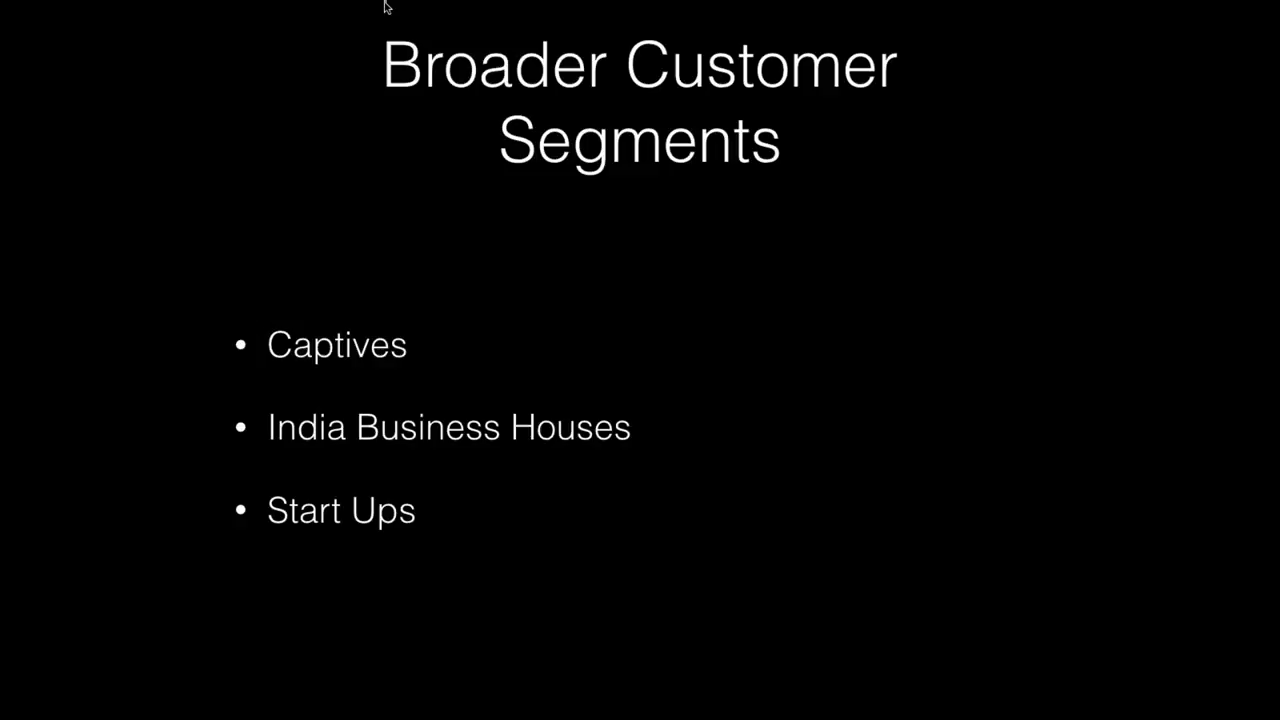 Broader Customer
Segments
• Captives
• India Business Houses
• Start Ups